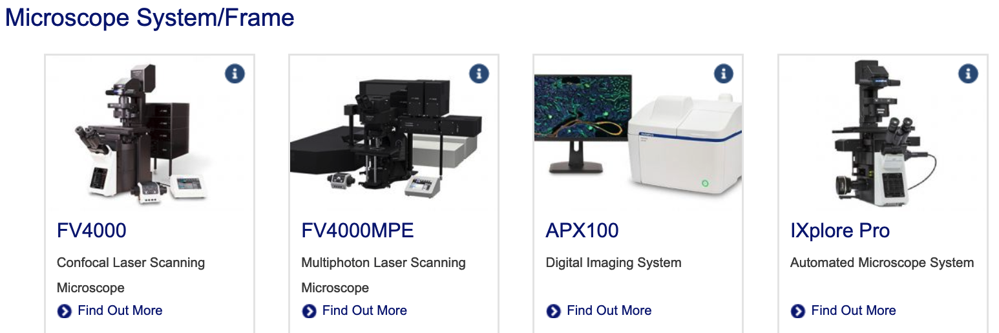 Microscope System/Frame
FV4000
Confocal Laser Scanning
Microscope
Find Out More
FV4000MPE
Multiphoton Laser Scanning
Microscope
Find Out More
APX100
Digital Imaging System
Find Out More
IXplore Pro
Automated Microscope System
Find Out More